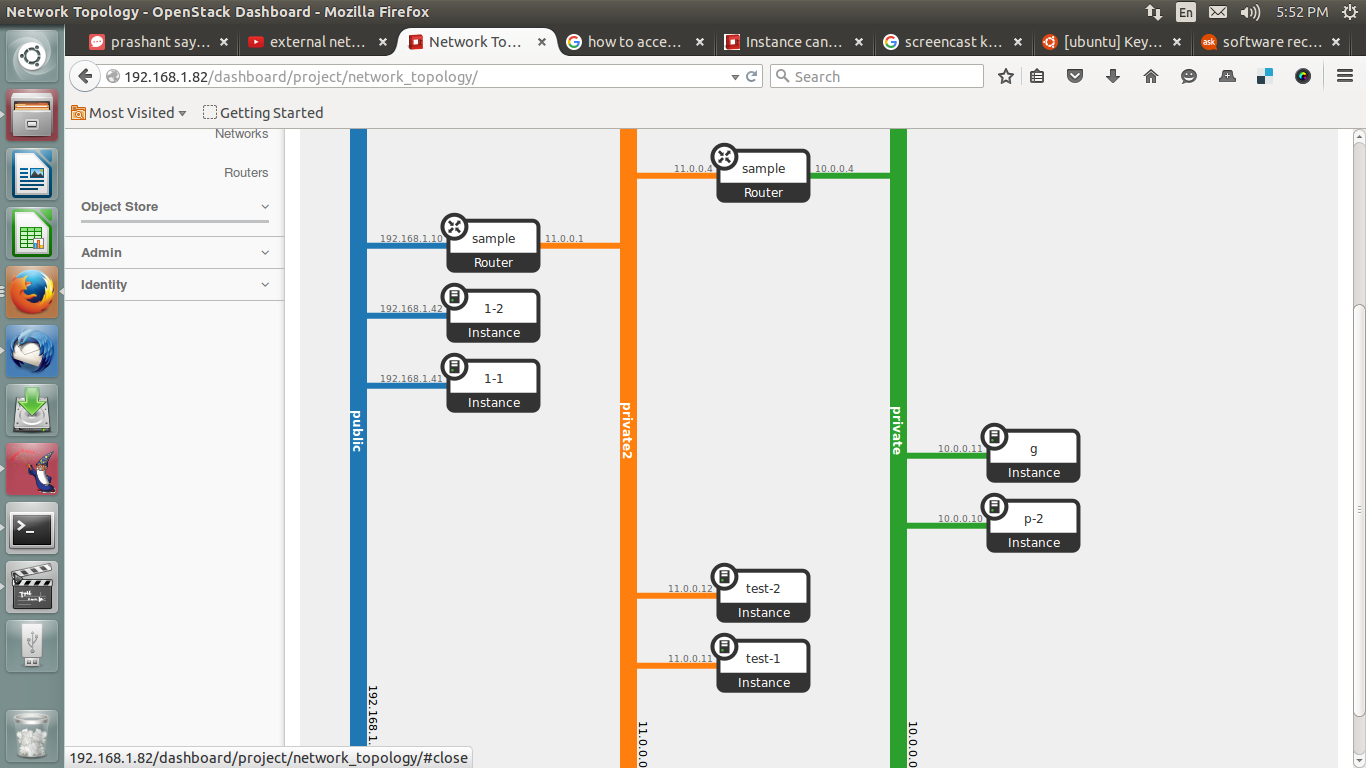 Network Topology - OpenStack Dashboard - Mozilla Firefox
En
5:52 PM
prashant say...
external net...
Network To...
how to acce...
Instance can...
screencast k...
[ubuntu] Key...
software rec...
192.168.1.82/dashboard/project/network_topology/
Search
Most Visited
Getting Started
Networks
Routers
Object Store
Admin
Identity
11.0.0.4
sample
Router
10.0.0.4
192.168.1.10
sample
Router
11.0.0.1
192.168.1.42
1-2
Instance
192.168.1.41
1-1
Instance
public
private2
private
10.0.0.11
g
Instance
10.0.0.10
p-2
Instance
11.0.0.12
test-2
Instance
11.0.0.11
test-1
Instance
192.168.1.
11.0.0.0
10.0.0.0
192.168.1.82/dashboard/project/network_topology/#close